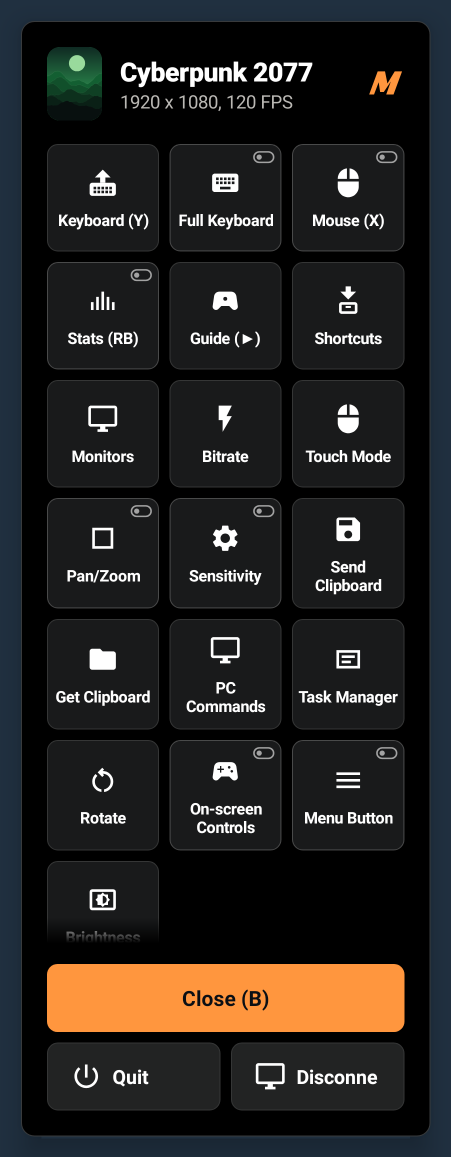 Cyberpunk 2077
1920 x 1080, 120 FPS
Keyboard (Y)
Full Keyboard
Mouse (X)
Stats (RB)
Guide (►)
Shortcuts
Monitors
Bitrate
Touch Mode
Pan/Zoom
Sensitivity
Send
Clipboard
Get Clipboard
PC
Commands
Task Manager
Rotate
On-screen
Controls
Menu Button
Brightness
Close (B)
Quit
Disconne